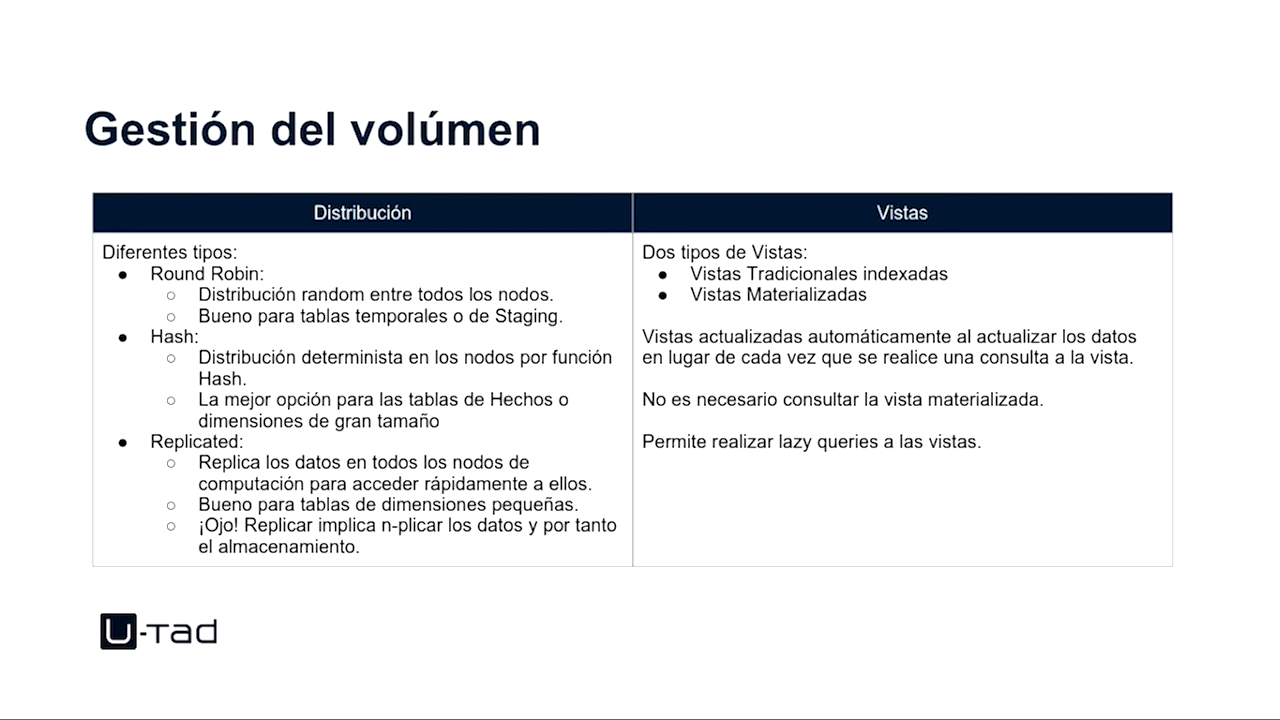 Gestión del volúmen
Distribución
Diferentes tipos:
● Round Robin:
○ Distribución random entre todos los nodos.
○ Bueno para tablas temporales o de Staging.
● Hash:
○ Distribución determinista en los nodos por función
Hash.
○ La mejor opción para las tablas de Hechos o
dimensiones de gran tamaño
● Replicated:
○ Replica los datos en todos los nodos de
computación para acceder rápidamente a ellos.
○ Bueno para tablas de dimensiones pequeñas.
○ ¡Ojo! Replicar implica n-plicar los datos y por tanto
el almacenamiento.
Vistas
Dos tipos de Vistas:
● Vistas Tradicionales indexadas
● Vistas Materializadas
Vistas actualizadas automáticamente al actualizar los datos
en lugar de cada vez que se realice una consulta a la vista.
No es necesario consultar la vista materializada.
Permite realizar lazy queries a las vistas.
U-Tad